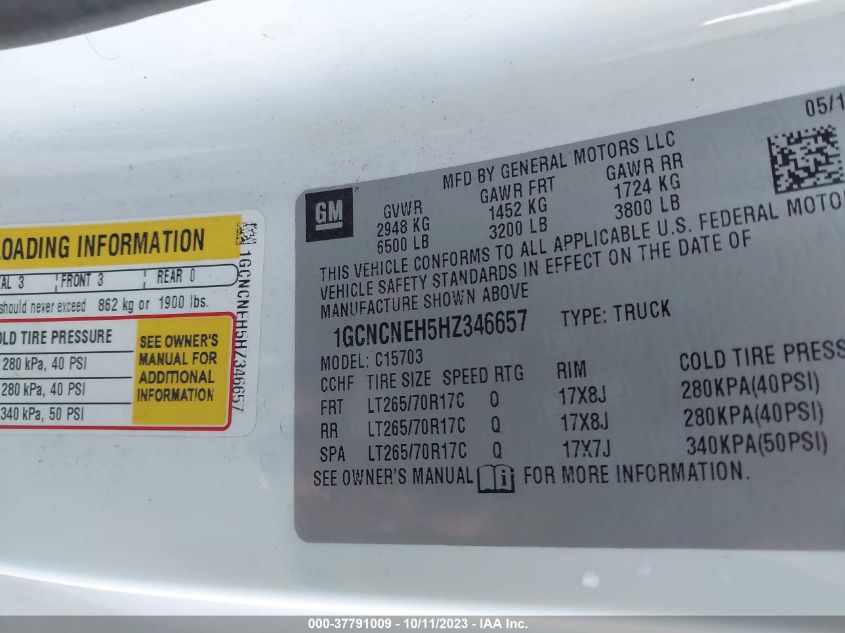 LOADING INFORMATION
TAL 3 FRONT 3 REAR 0
should never exceed 862 kg or 1900 lbs.
OLD TIRE PRESSURE
280 kPa, 40 PSI
280 kPa, 40 PSI
340 kPa, 50 PSI
SEE OWNER'S
MANUAL FOR
ADDITIONAL
INFORMATION
1GCNCNEH5HZ346657
05/1
MFD BY GENERAL MOTORS LLC
GM
GVWR GAWR FRT GAWR RR
2948 KG 1452 KG 1724 KG
6500 LB 3200 LB 3800 LB
THIS VEHICLE CONFORMS TO ALL APPLICABLE U.S. FEDERAL MOTO
VEHICLE SAFETY STANDARDS IN EFFECT ON THE DATE OF
MANUFACTURE SHOWN ABOVE
1GCNCNEH5HZ346657 TYPE: TRUCK
MODEL: C15703
CCHF TIRE SIZE SPEED RTG RIM COLD TIRE PRESS
FRT LT265/70R17C Q 17X8J 280KPA(40PSI)
RR LT265/70R17C Q 17X8J 280KPA(40PSI)
SPA LT265/70R17C Q 17X7J 340KPA(50PSI)
SEE OWNER'S MANUAL i FOR MORE INFORMATION.
000-37791009 - 10/11/2023 - IAA Inc.